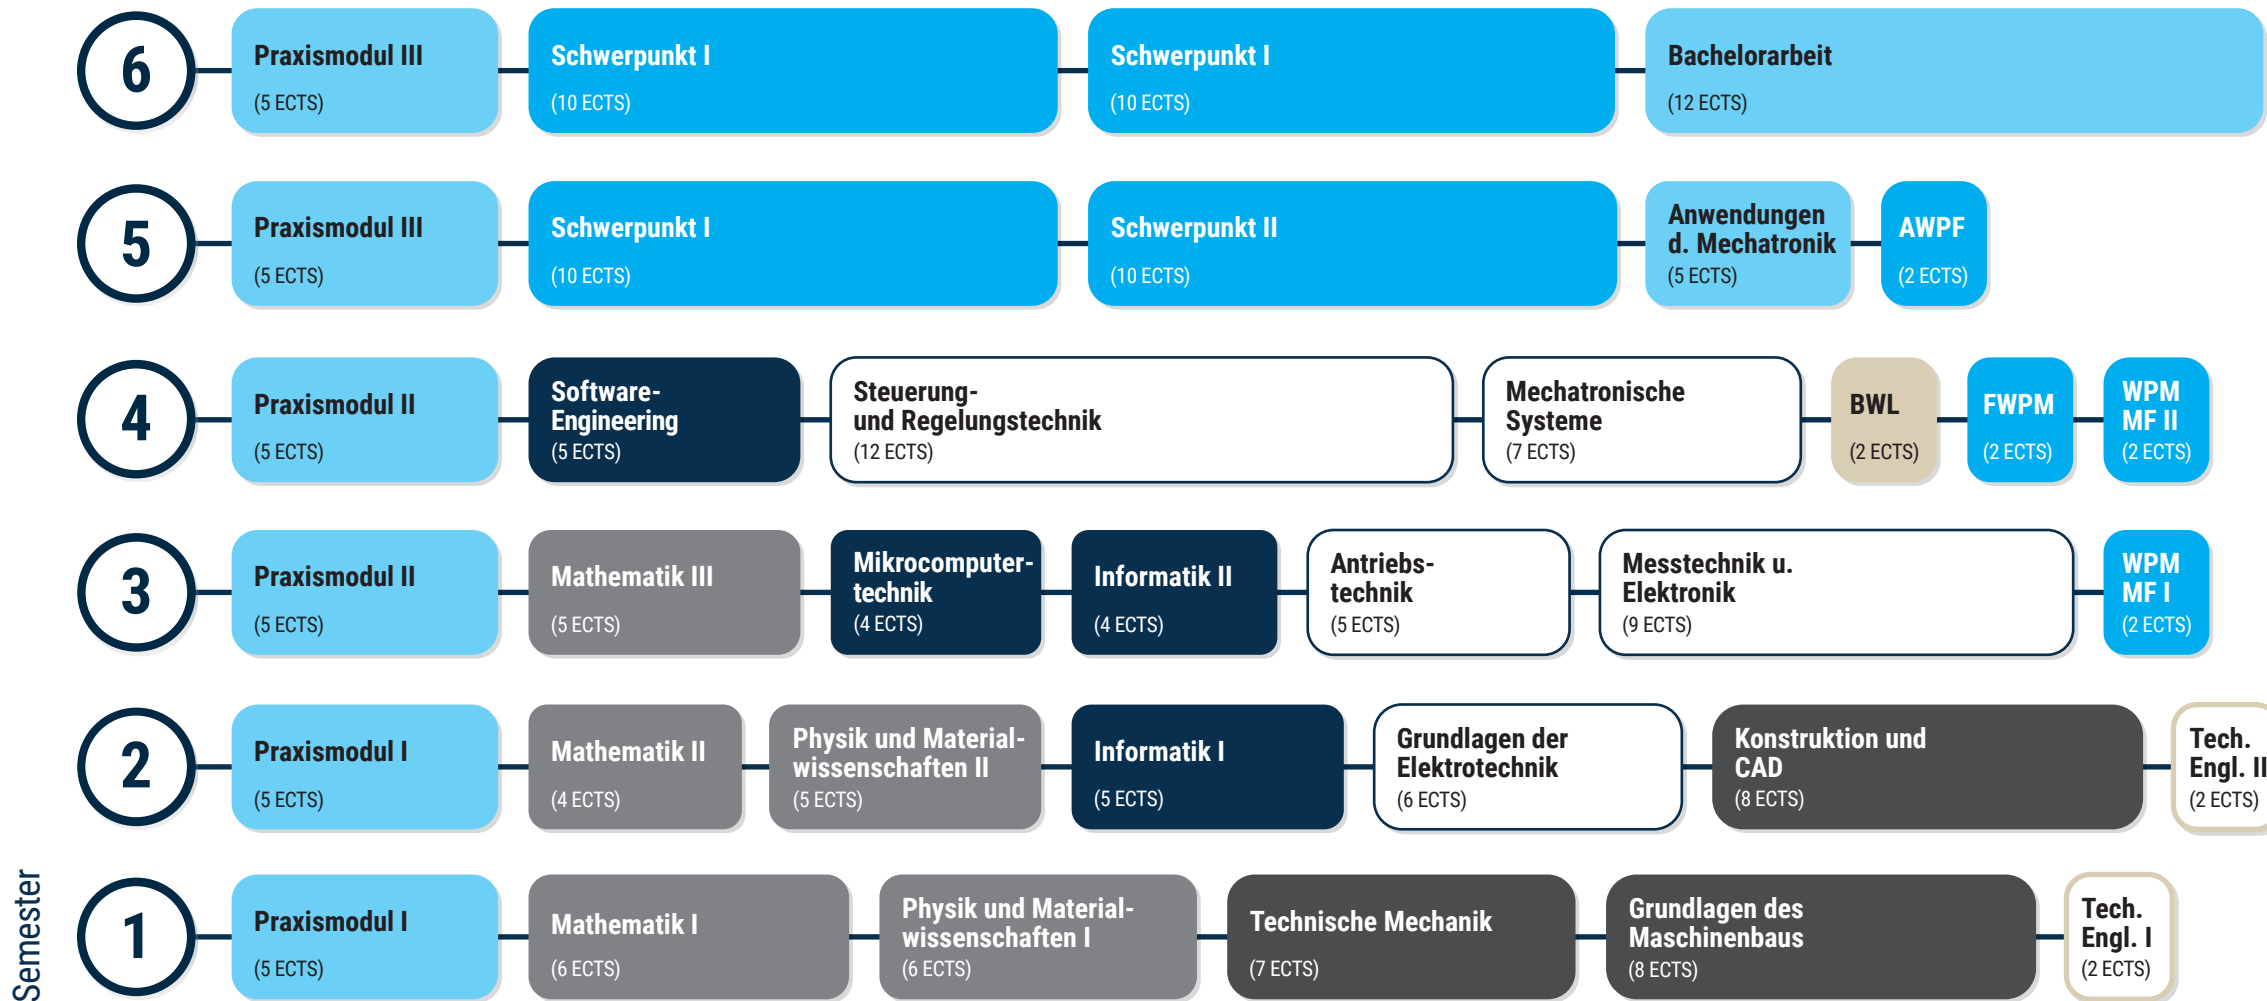 6
Praxismodul III
(5 ECTS)
Schwerpunkt I
(10 ECTS)
Schwerpunkt I
(10 ECTS)
Bachelorarbeit
(12 ECTS)
5
Praxismodul III
(5 ECTS)
Schwerpunkt I
(10 ECTS)
Schwerpunkt II
(10 ECTS)
Anwendungen
d. Mechatronik
(5 ECTS)
AWPF
(2 ECTS)
4
Praxismodul II
(5 ECTS)
Software-
Engineering
(5 ECTS)
Steuerung-
und Regelungstechnik
(12 ECTS)
Mechatronische
Systeme
(7 ECTS)
BWL
(2 ECTS)
FWPM
(2 ECTS)
WPM
MF II
(2 ECTS)
3
Praxismodul II
(5 ECTS)
Mathematik III
(5 ECTS)
Mikrocomputer-
technik
(4 ECTS)
Informatik II
(4 ECTS)
Antriebs-
technik
(5 ECTS)
Messtechnik u.
Elektronik
(9 ECTS)
WPM
MF I
(2 ECTS)
2
Praxismodul I
(5 ECTS)
Mathematik II
(4 ECTS)
Physik und Material-
wissenschaften II
(5 ECTS)
Informatik I
(5 ECTS)
Grundlagen der
Elektrotechnik
(6 ECTS)
Konstruktion und
CAD
(8 ECTS)
Tech.
Engl. II
(2 ECTS)
Semester
1
Praxismodul I
(5 ECTS)
Mathematik I
(6 ECTS)
Physik und Material-
wissenschaften I
(6 ECTS)
Technische Mechanik
(7 ECTS)
Grundlagen des
Maschinenbaus
(8 ECTS)
Tech.
Engl. I
(2 ECTS)